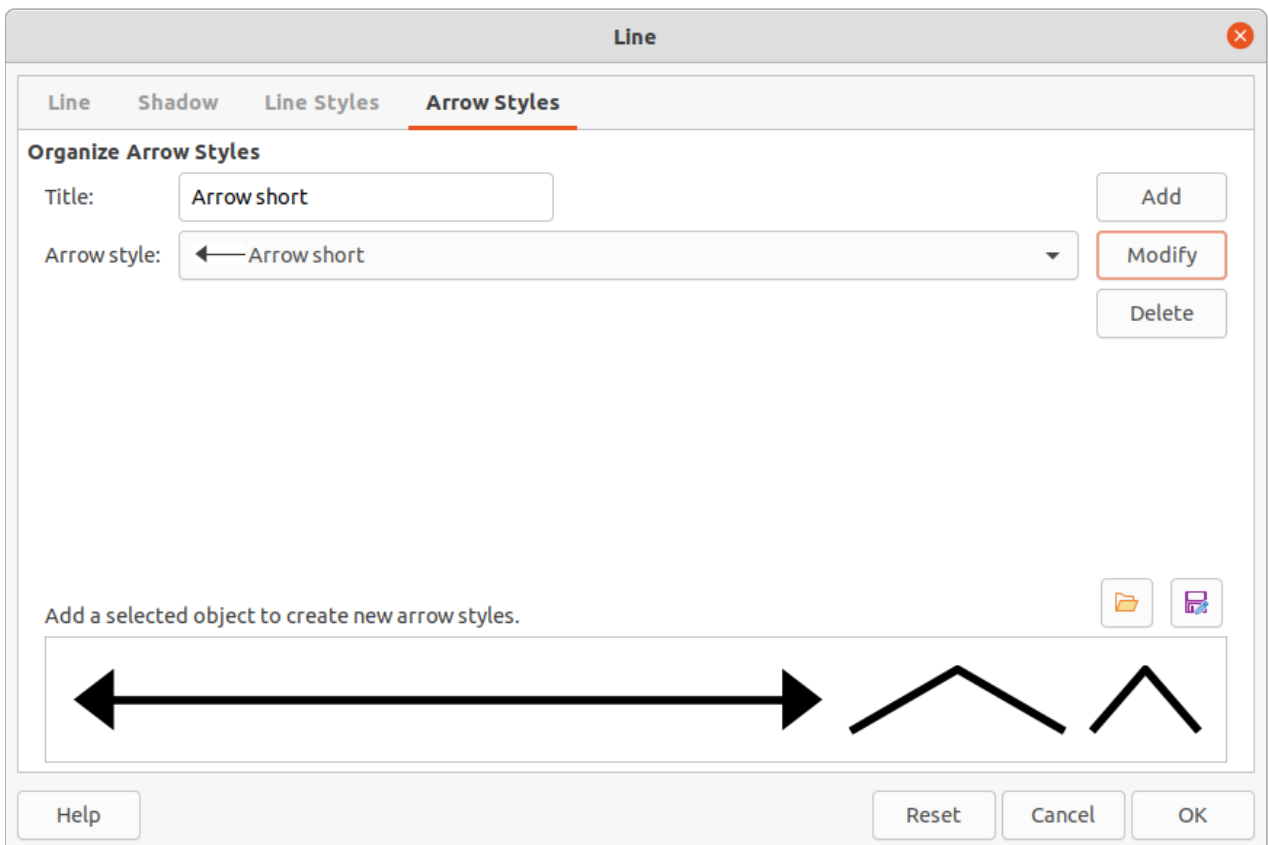 Line
Line Shadow Line Styles Arrow Styles
Organize Arrow Styles
Title: Arrow short Add
Arrow style: Arrow short Modify
Delete
Add a selected object to create new arrow styles.
Help Reset Cancel OK